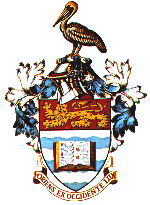 ORIENS EX OCCIDENTE LUX